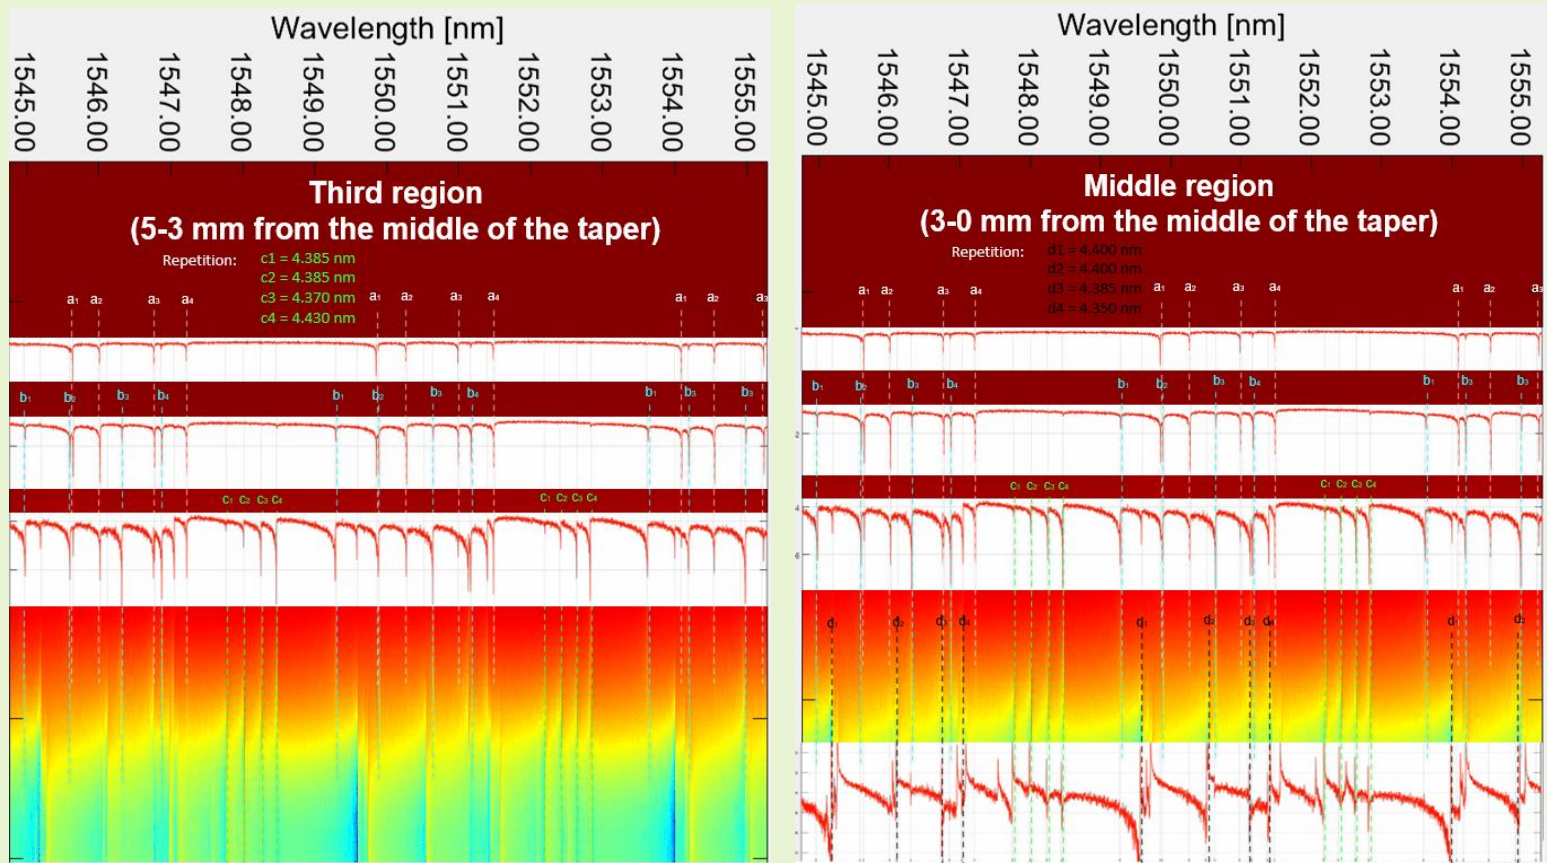 Wavelength [nm]
1545.00 1546.00 1547.00 1548.00 1549.00 1550.00 1551.00 1552.00 1553.00 1554.00 1555.00
Third region
(5-3 mm from the middle of the taper)
Repetition: c1 = 4.385 nm
c2 = 4.385 nm
c3 = 4.370 nm
c4 = 4.430 nm
a₁ a₂ a₃ a₄ a₁ a₂ a₃ a₄ a₁ a₂ a₃
b₁ b₂ b₃ b₄ b₁ b₂ b₃ b₄ b₁ b₃ b₃
C₁ C₂ C₃ C₄ C₁ C₂ C₃ C₄
Wavelength [nm]
1545.00 1546.00 1547.00 1548.00 1549.00 1550.00 1551.00 1552.00 1553.00 1554.00 1555.00
Middle region
(3-0 mm from the middle of the taper)
Repetition: d1 = 4.400 nm
d2 = 4.400 nm
d3 = 4.385 nm
d4 = 4.350 nm
a₁ a₂ a₃ a₄ a₁ a₂ a₃ a₄ a₁ a₂ a₃
b₁ b₂ b₃ b₄ b₁ b₂ b₃ b₄ b₁ b₃ b₃
C₁ C₂ C₃ C₄ C₁ C₂ C₃ C₄
d₁ d₂ d₃ d₄ d₁ d₂ d₃ d₄ d₁ d₂